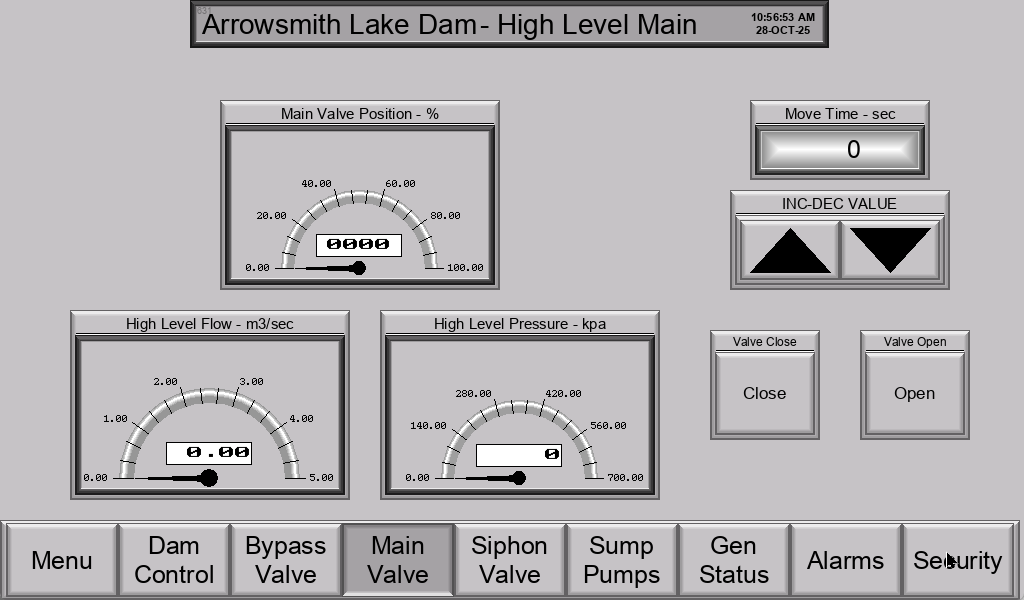 Arrowsmith Lake Dam - High Level Main
10:56:53 AM
28-OCT-25
Main Valve Position - %
40.00 60.00
20.00 80.00
0000
0.00 100.00
Move Time - sec
0
INC-DEC VALUE
High Level Flow - m3/sec
2.00 3.00
1.00 4.00
0.00
0.00 5.00
High Level Pressure - kpa
280.00 420.00
140.00 560.00
0
0.00 700.00
Valve Close
Close
Valve Open
Open
Menu
Dam
Control
Bypass
Valve
Main
Valve
Siphon
Valve
Sump
Pumps
Gen
Status
Alarms
Security